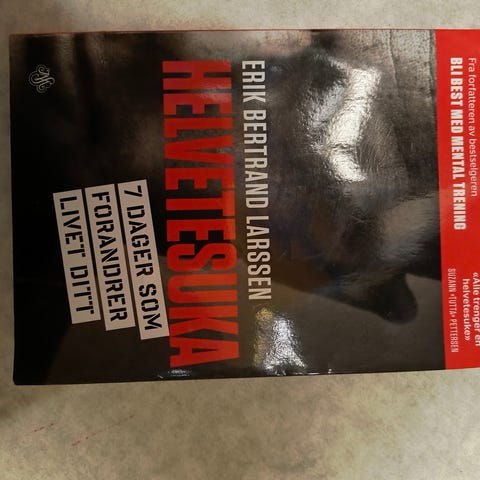 Fra forfatteren av bestselgeren
BLI BEST MED MENTAL TRENING
«Alle trenger en
helvetesuke»
SUZANN «TUTTA» PETTERSEN
ERIK BERTRAND LARSSEN
HELVETESUKA
7 DAGER SOM
FORANDRER
LIVET DITT